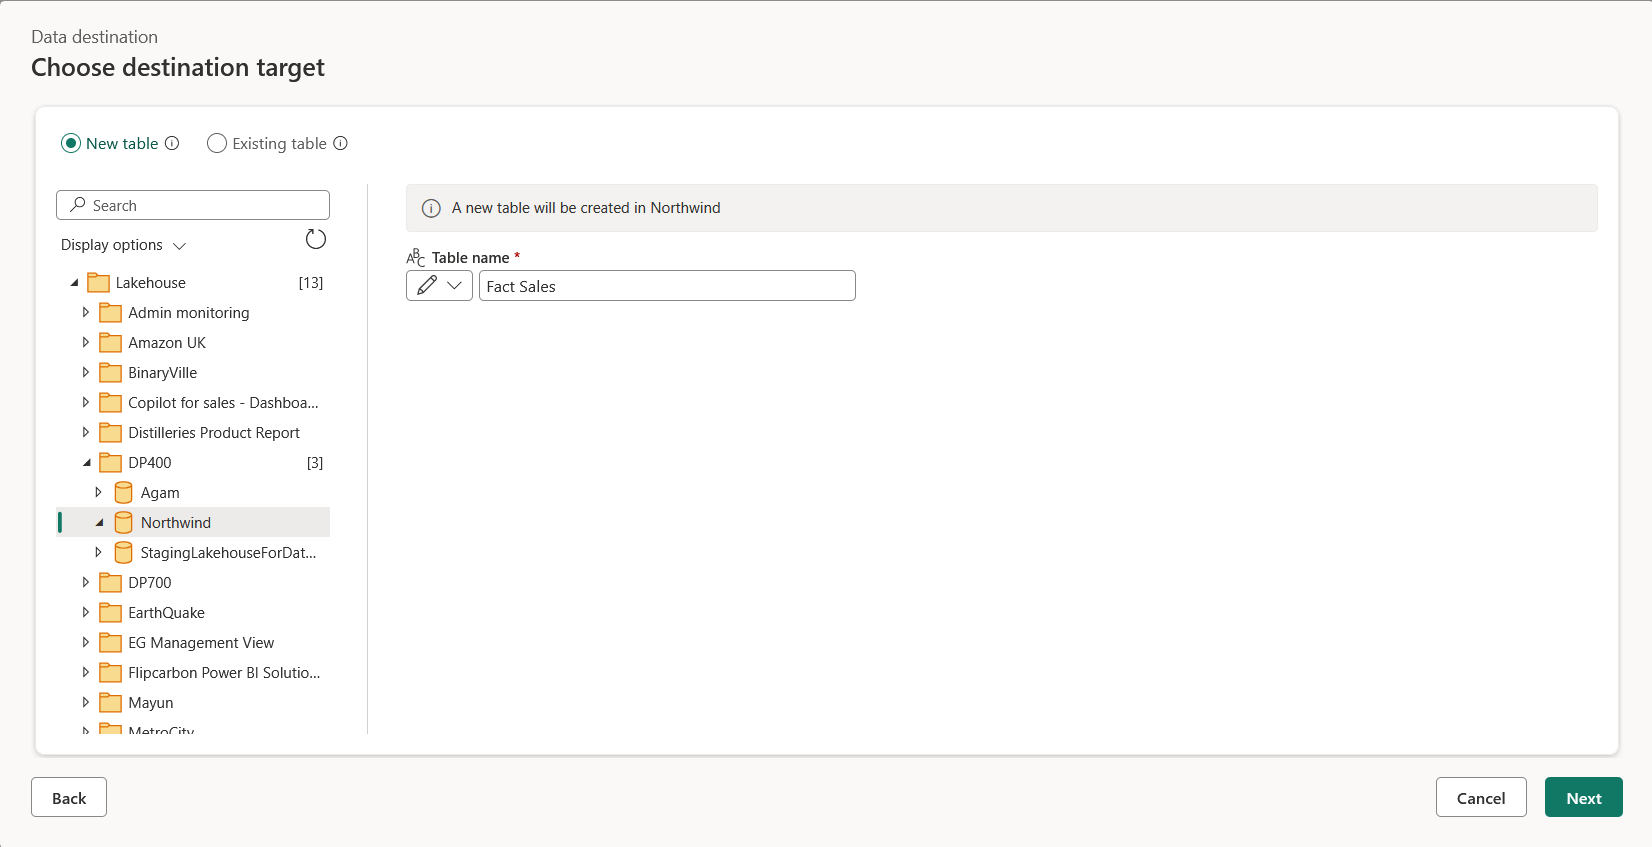 Data destination
Choose destination target
New table
Existing table
Search
Display options
Lakehouse [13]
Admin monitoring
Amazon UK
BinaryVille
Copilot for sales - Dashboa...
Distilleries Product Report
DP400 [3]
Agam
Northwind
StagingLakehouseForDat...
DP700
EarthQuake
EG Management View
Flipcarbon Power BI Solutio...
Mayun
MetroCity
A new table will be created in Northwind
ABC Table name *
Fact Sales
Back
Cancel
Next